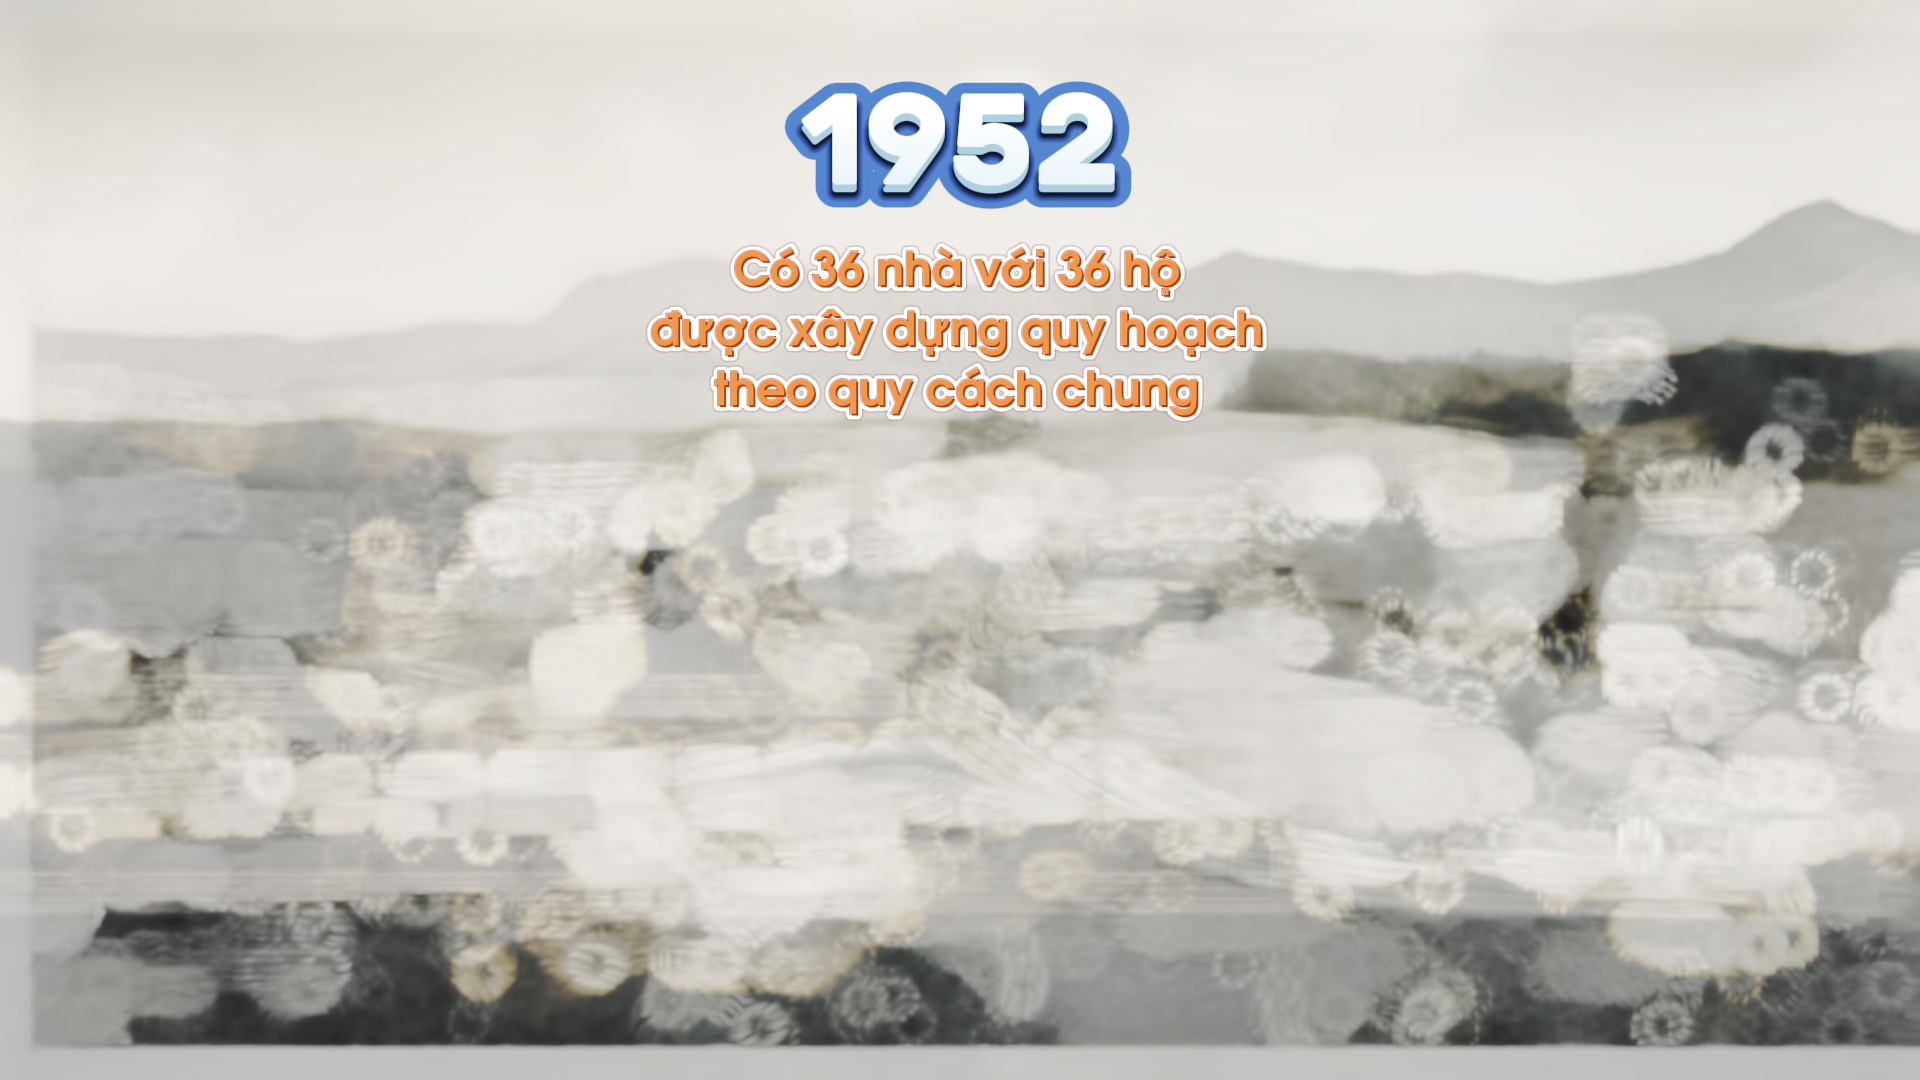 1952
Có 36 nhà với 36 hộ
được xây dựng quy hoạch
theo quy cách chung